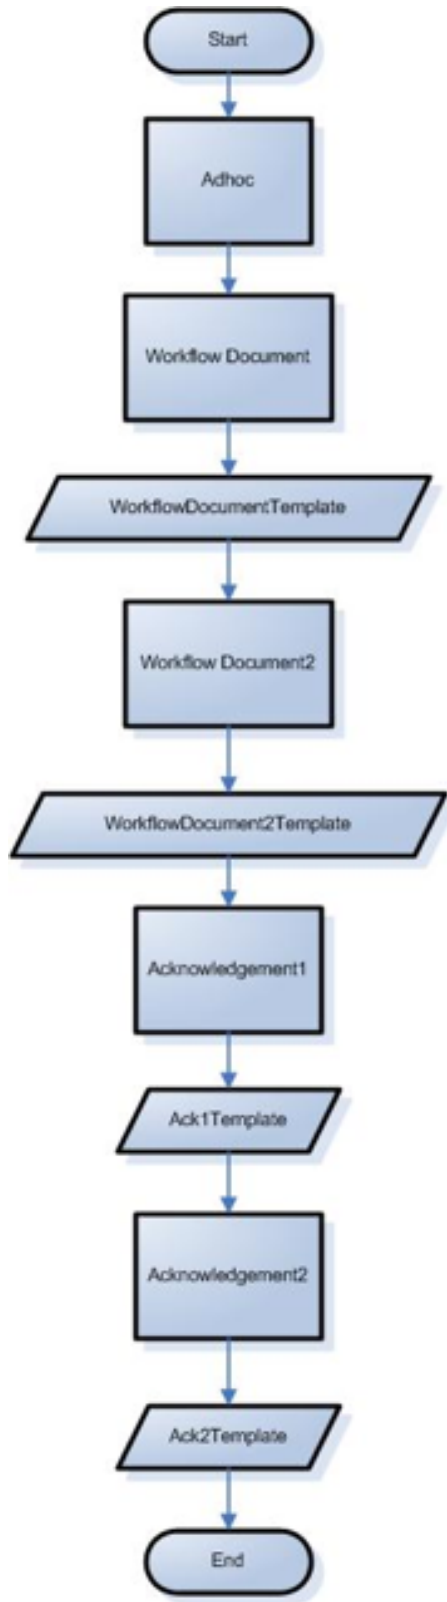 Start
Adhoc
Workflow Document
WorkflowDocumentTemplate
Workflow Document2
WorkflowDocument2Template
Acknowledgement1
Ack1Template
Acknowledgement2
Ack2Template
End